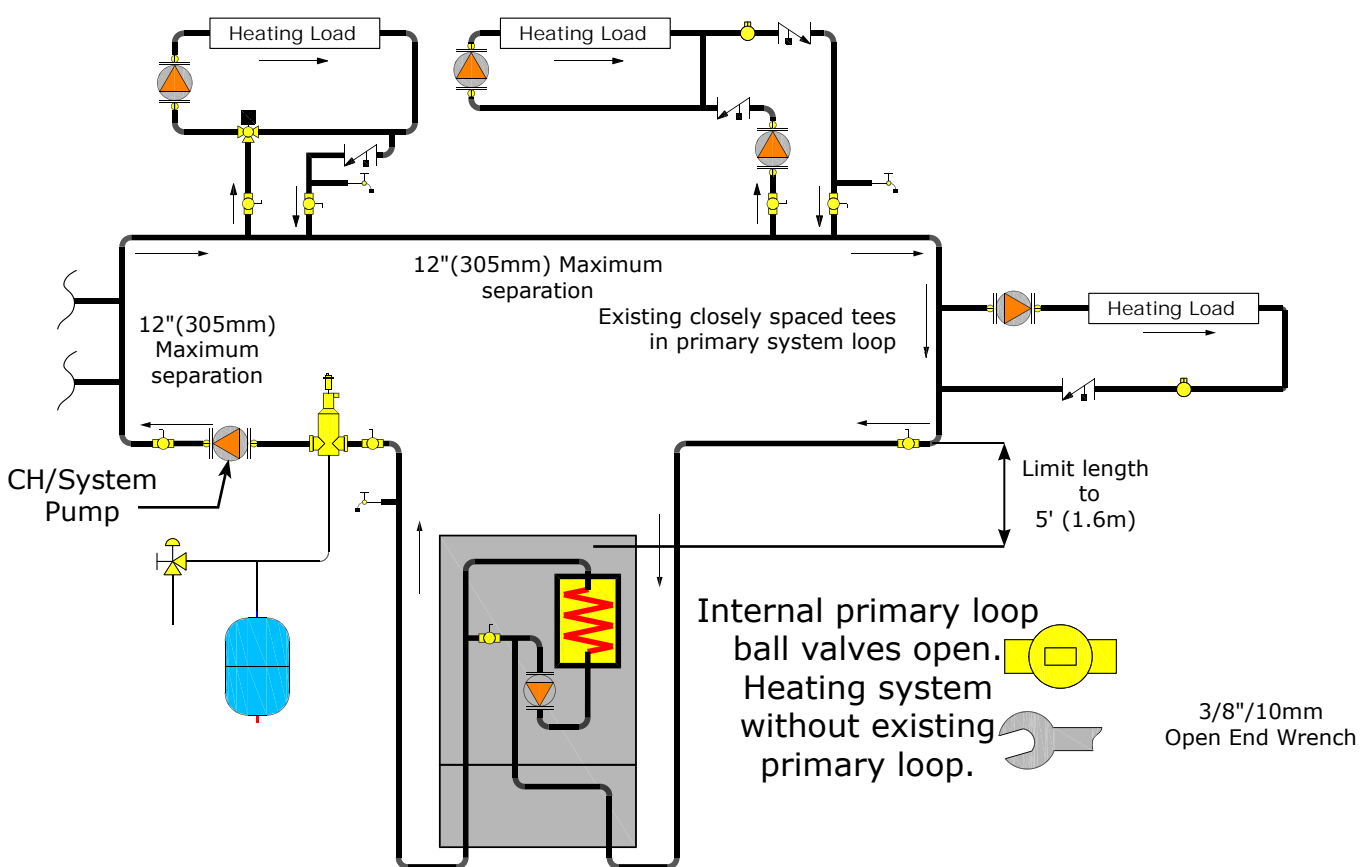 Heating Load
Heating Load
12"(305mm) Maximum
separation
12"(305mm)
Maximum
separation
Existing closely spaced tees
in primary system loop
Heating Load
CH/System
Pump
Limit length
to
5' (1.6m)
Internal primary loop
ball valves open.
Heating system
without existing
primary loop.
3/8"/10mm
Open End Wrench